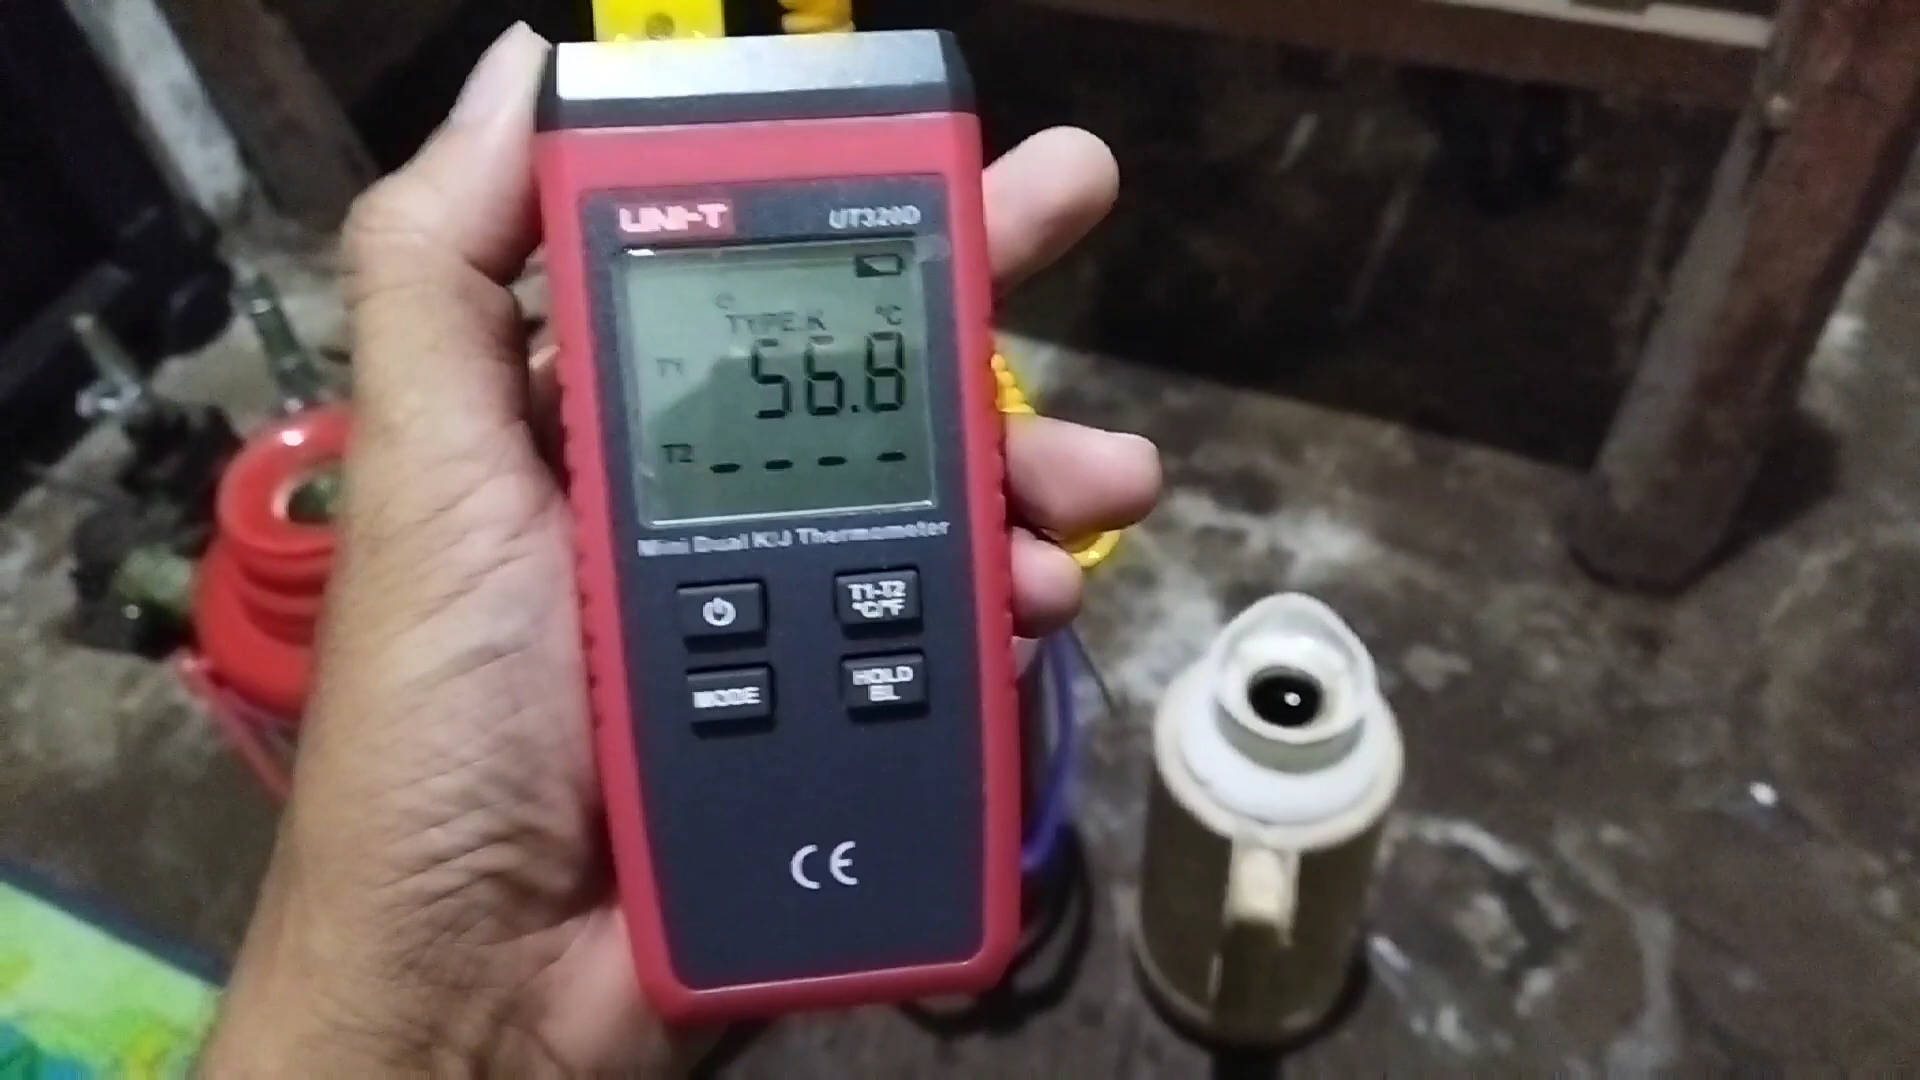 UNI-T UT320D
TYPE:K °C
T1 56.8
T2 - - - -
Mini Dual K/J Thermometer
T1-T2
°C/°F
MODE
HOLD
BL
CE